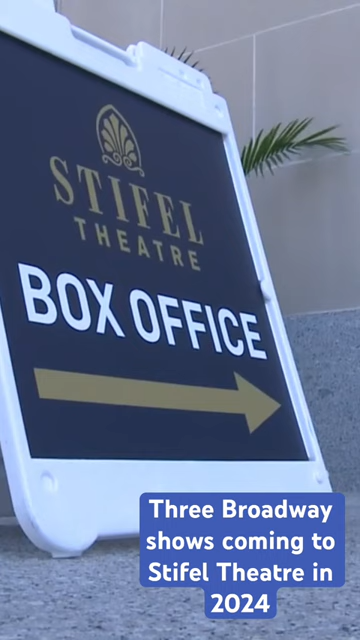 STIFEL
THEATRE
BOX OFFICE
Three Broadway
shows coming to
Stifel Theatre in
2024